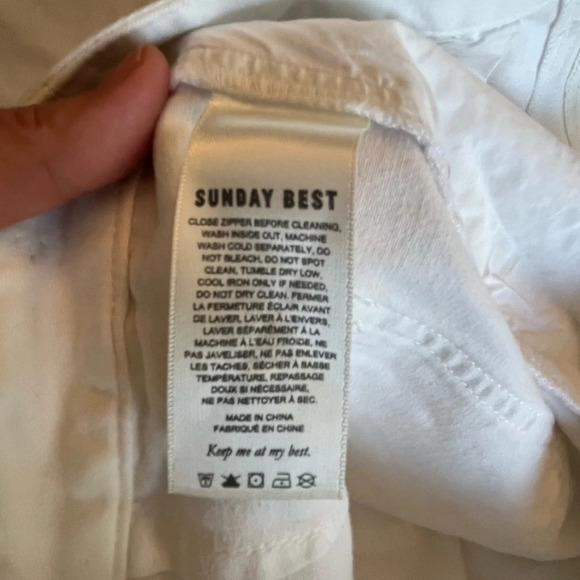 SUNDAY BEST
CLOSE ZIPPER BEFORE CLEANING,
WASH INSIDE OUT, MACHINE
WASH COLD SEPARATELY, DO
NOT BLEACH, DO NOT SPOT
CLEAN, TUMBLE DRY LOW,
COOL IRON ONLY IF NEEDED,
DO NOT DRY CLEAN. FERMER
LA FERMETURE ÉCLAIR AVANT
DE LAVER, LAVER À L'ENVERS,
LAVER SÉPARÉMENT À LA
MACHINE À L'EAU FROIDE, NE
PAS JAVELISER, NE PAS ENLEVER
LES TACHES, SÉCHER À BASSE
TEMPÉRATURE, REPASSAGE
DOUX SI NÉCESSAIRE,
NE PAS NETTOYER À SEC.
MADE IN CHINA
FABRIQUÉ EN CHINE
Keep me at my best.